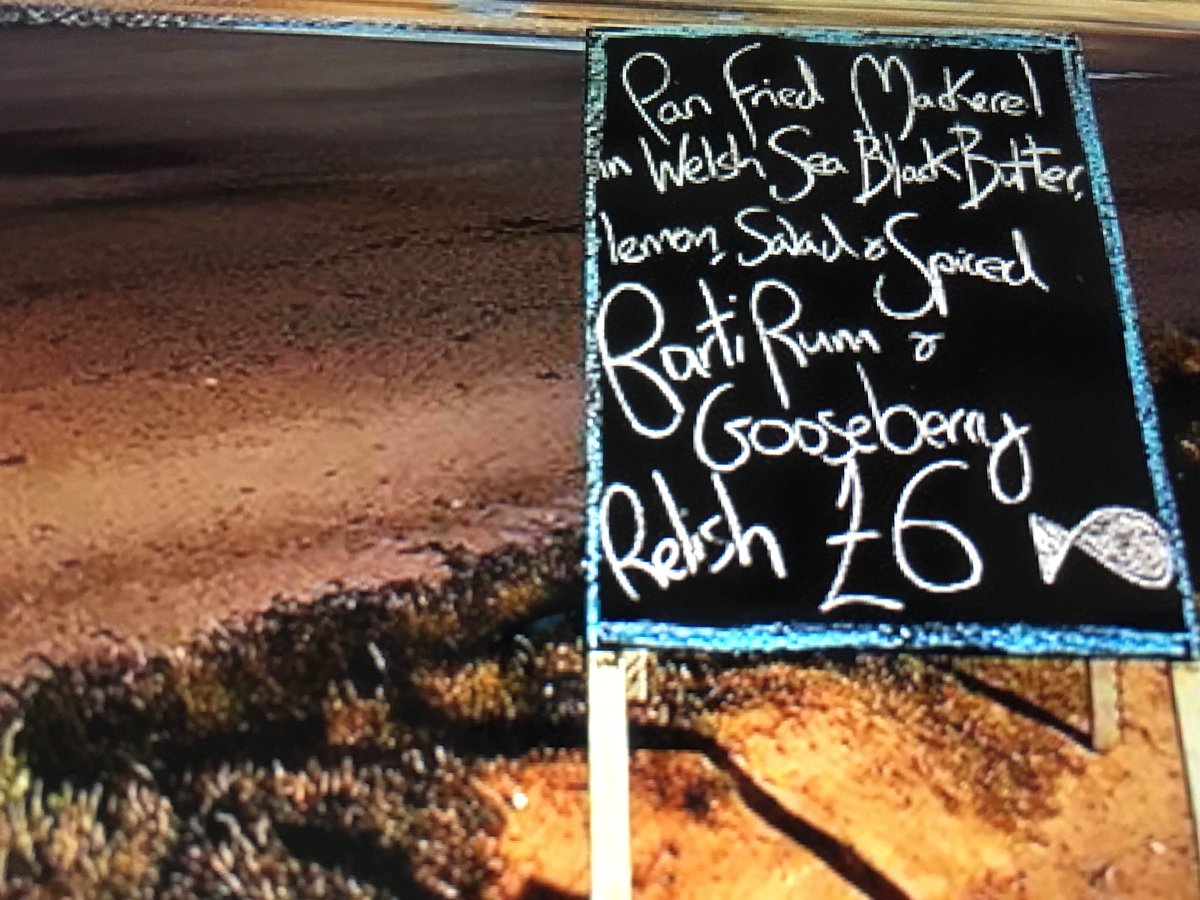 Pan Fried Mackerel
in Welsh Sea Black Butter,
lemon, Salad & Spiced
Barti Rum &
Gooseberry
Relish £6